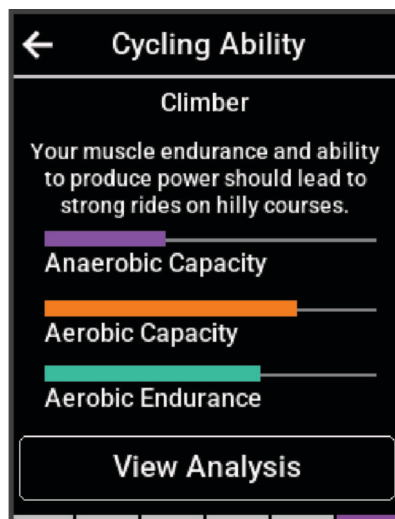 Cycling Ability
Climber
Your muscle endurance and ability
to produce power should lead to
strong rides on hilly courses.
Anaerobic Capacity
Aerobic Capacity
Aerobic Endurance
View Analysis